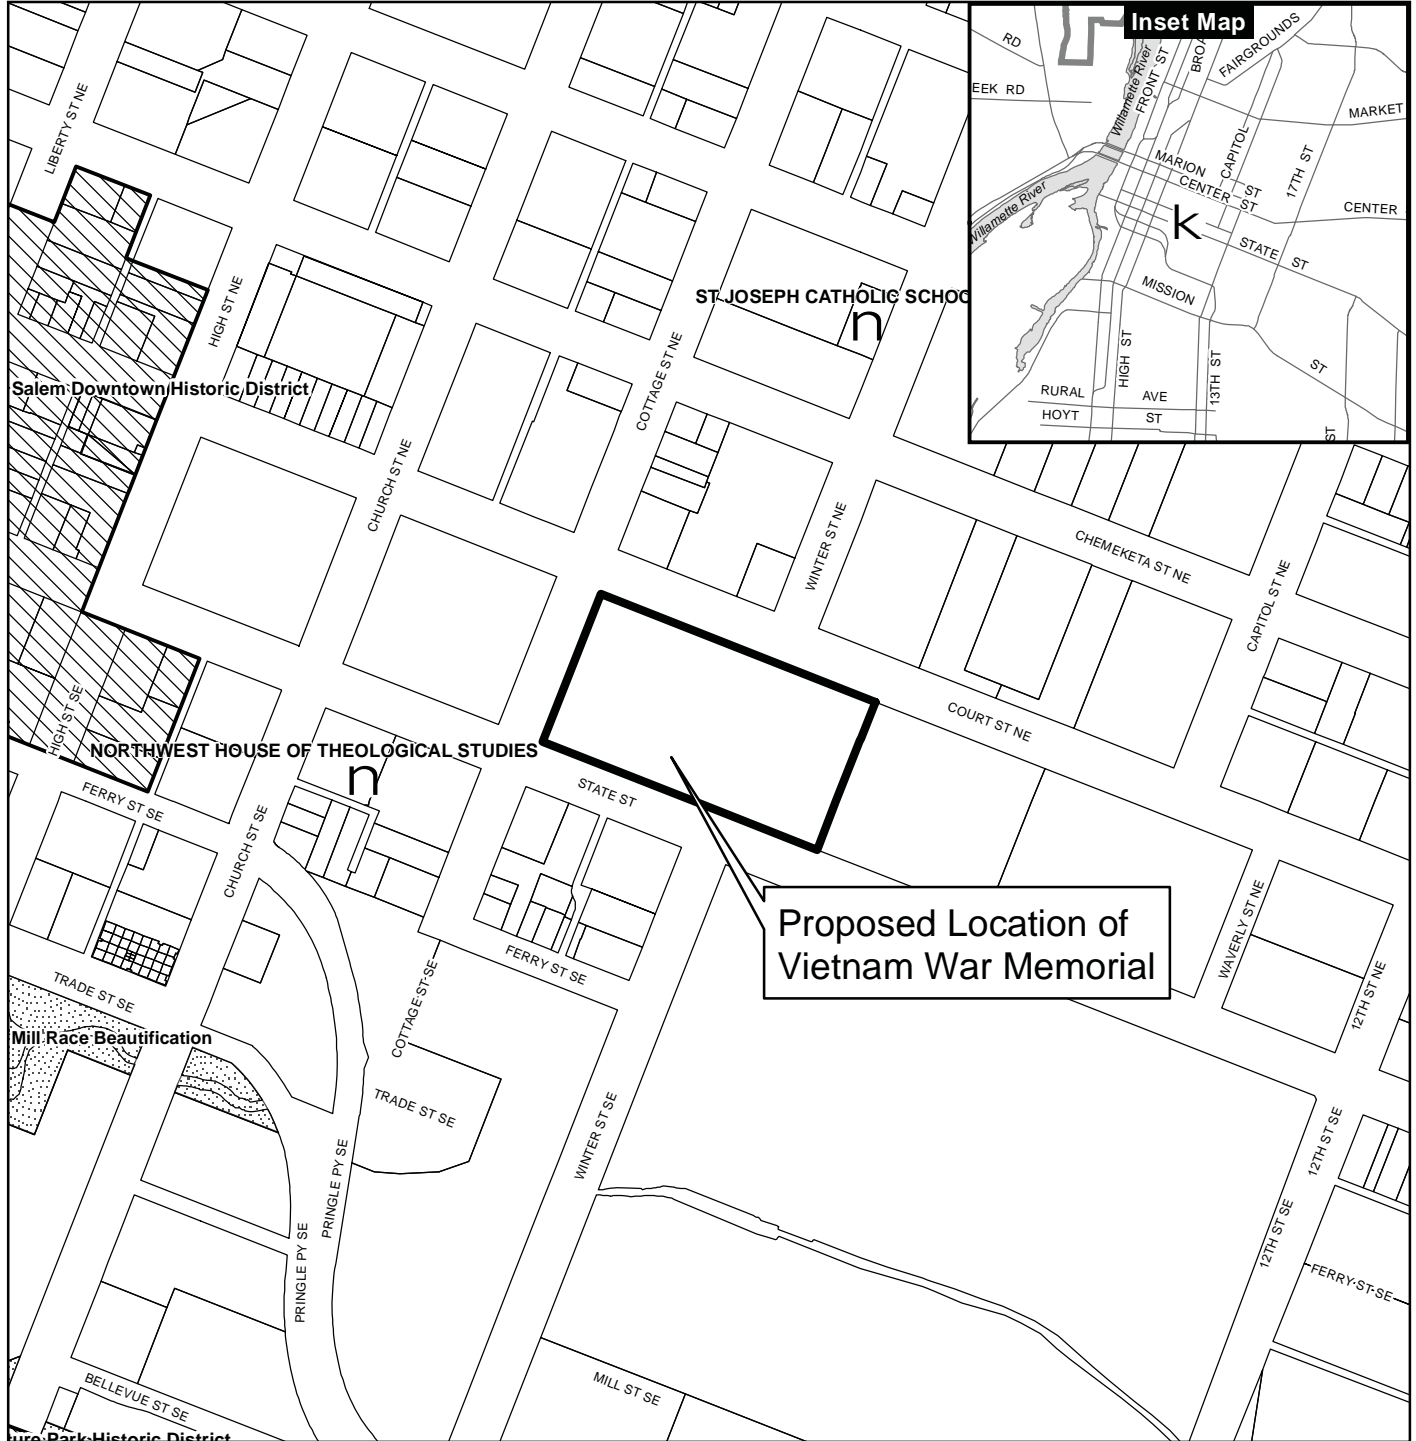 Inset Map
RD
EEK RD
Willamette River
FRONT ST
BROA
FAIRGROUNDS
MARKET
MARION ST
CENTER ST
CAPITOL
17TH ST
CENTER
Willamette River
k
STATE ST
MISSION
ST
HIGH ST
13TH ST
RURAL AVE
HOYT ST
ST
LIBERTY ST NE
HIGH ST NE
ST JOSEPH CATHOLIC SCHOO
n
COTTAGE ST NE
Salem Downtown Historic District
CHURCH ST NE
WINTER ST NE
CHEMEKETA ST NE
CAPITOL ST NE
HIGH ST SE
COURT ST NE
NORTHWEST HOUSE OF THEOLOGICAL STUDIES
n
STATE ST
FERRY ST SE
CHURCH ST SE
Proposed Location of
Vietnam War Memorial
WAVERLY ST NE
12TH ST NE
FERRY ST SE
TRADE ST SE
COTTAGE ST SE
Mill Race Beautification
TRADE ST SE
WINTER ST SE
12TH ST SE
PRINGLE PY SE
PRINGLE PY SE
12TH ST SE
FERRY ST SE
BELLEVUE ST SE
MILL ST SE
ure Park Historic District